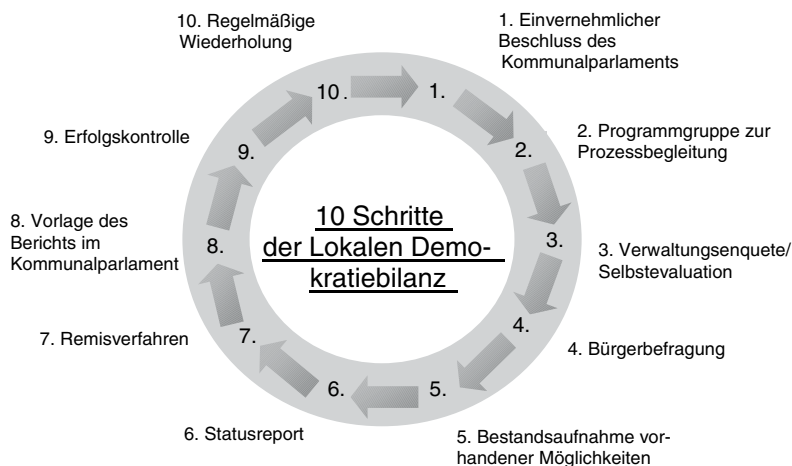 10 Schritte
der Lokalen Demo-
kratiebilanz
1. Einvernehmlicher
Beschluss des
Kommunalparlaments
2. Programmgruppe zur
Prozessbegleitung
3. Verwaltungsenquete/
Selbstevaluation
4. Bürgerbefragung
5. Bestandsaufnahme vor-
handener Möglichkeiten
6. Statusreport
7. Remisverfahren
8. Vorlage des
Berichts im
Kommunalparlament
9. Erfolgskontrolle
10. Regelmäßige
Wiederholung
1.
2.
3.
4.
5.
6.
7.
8.
9.
10.